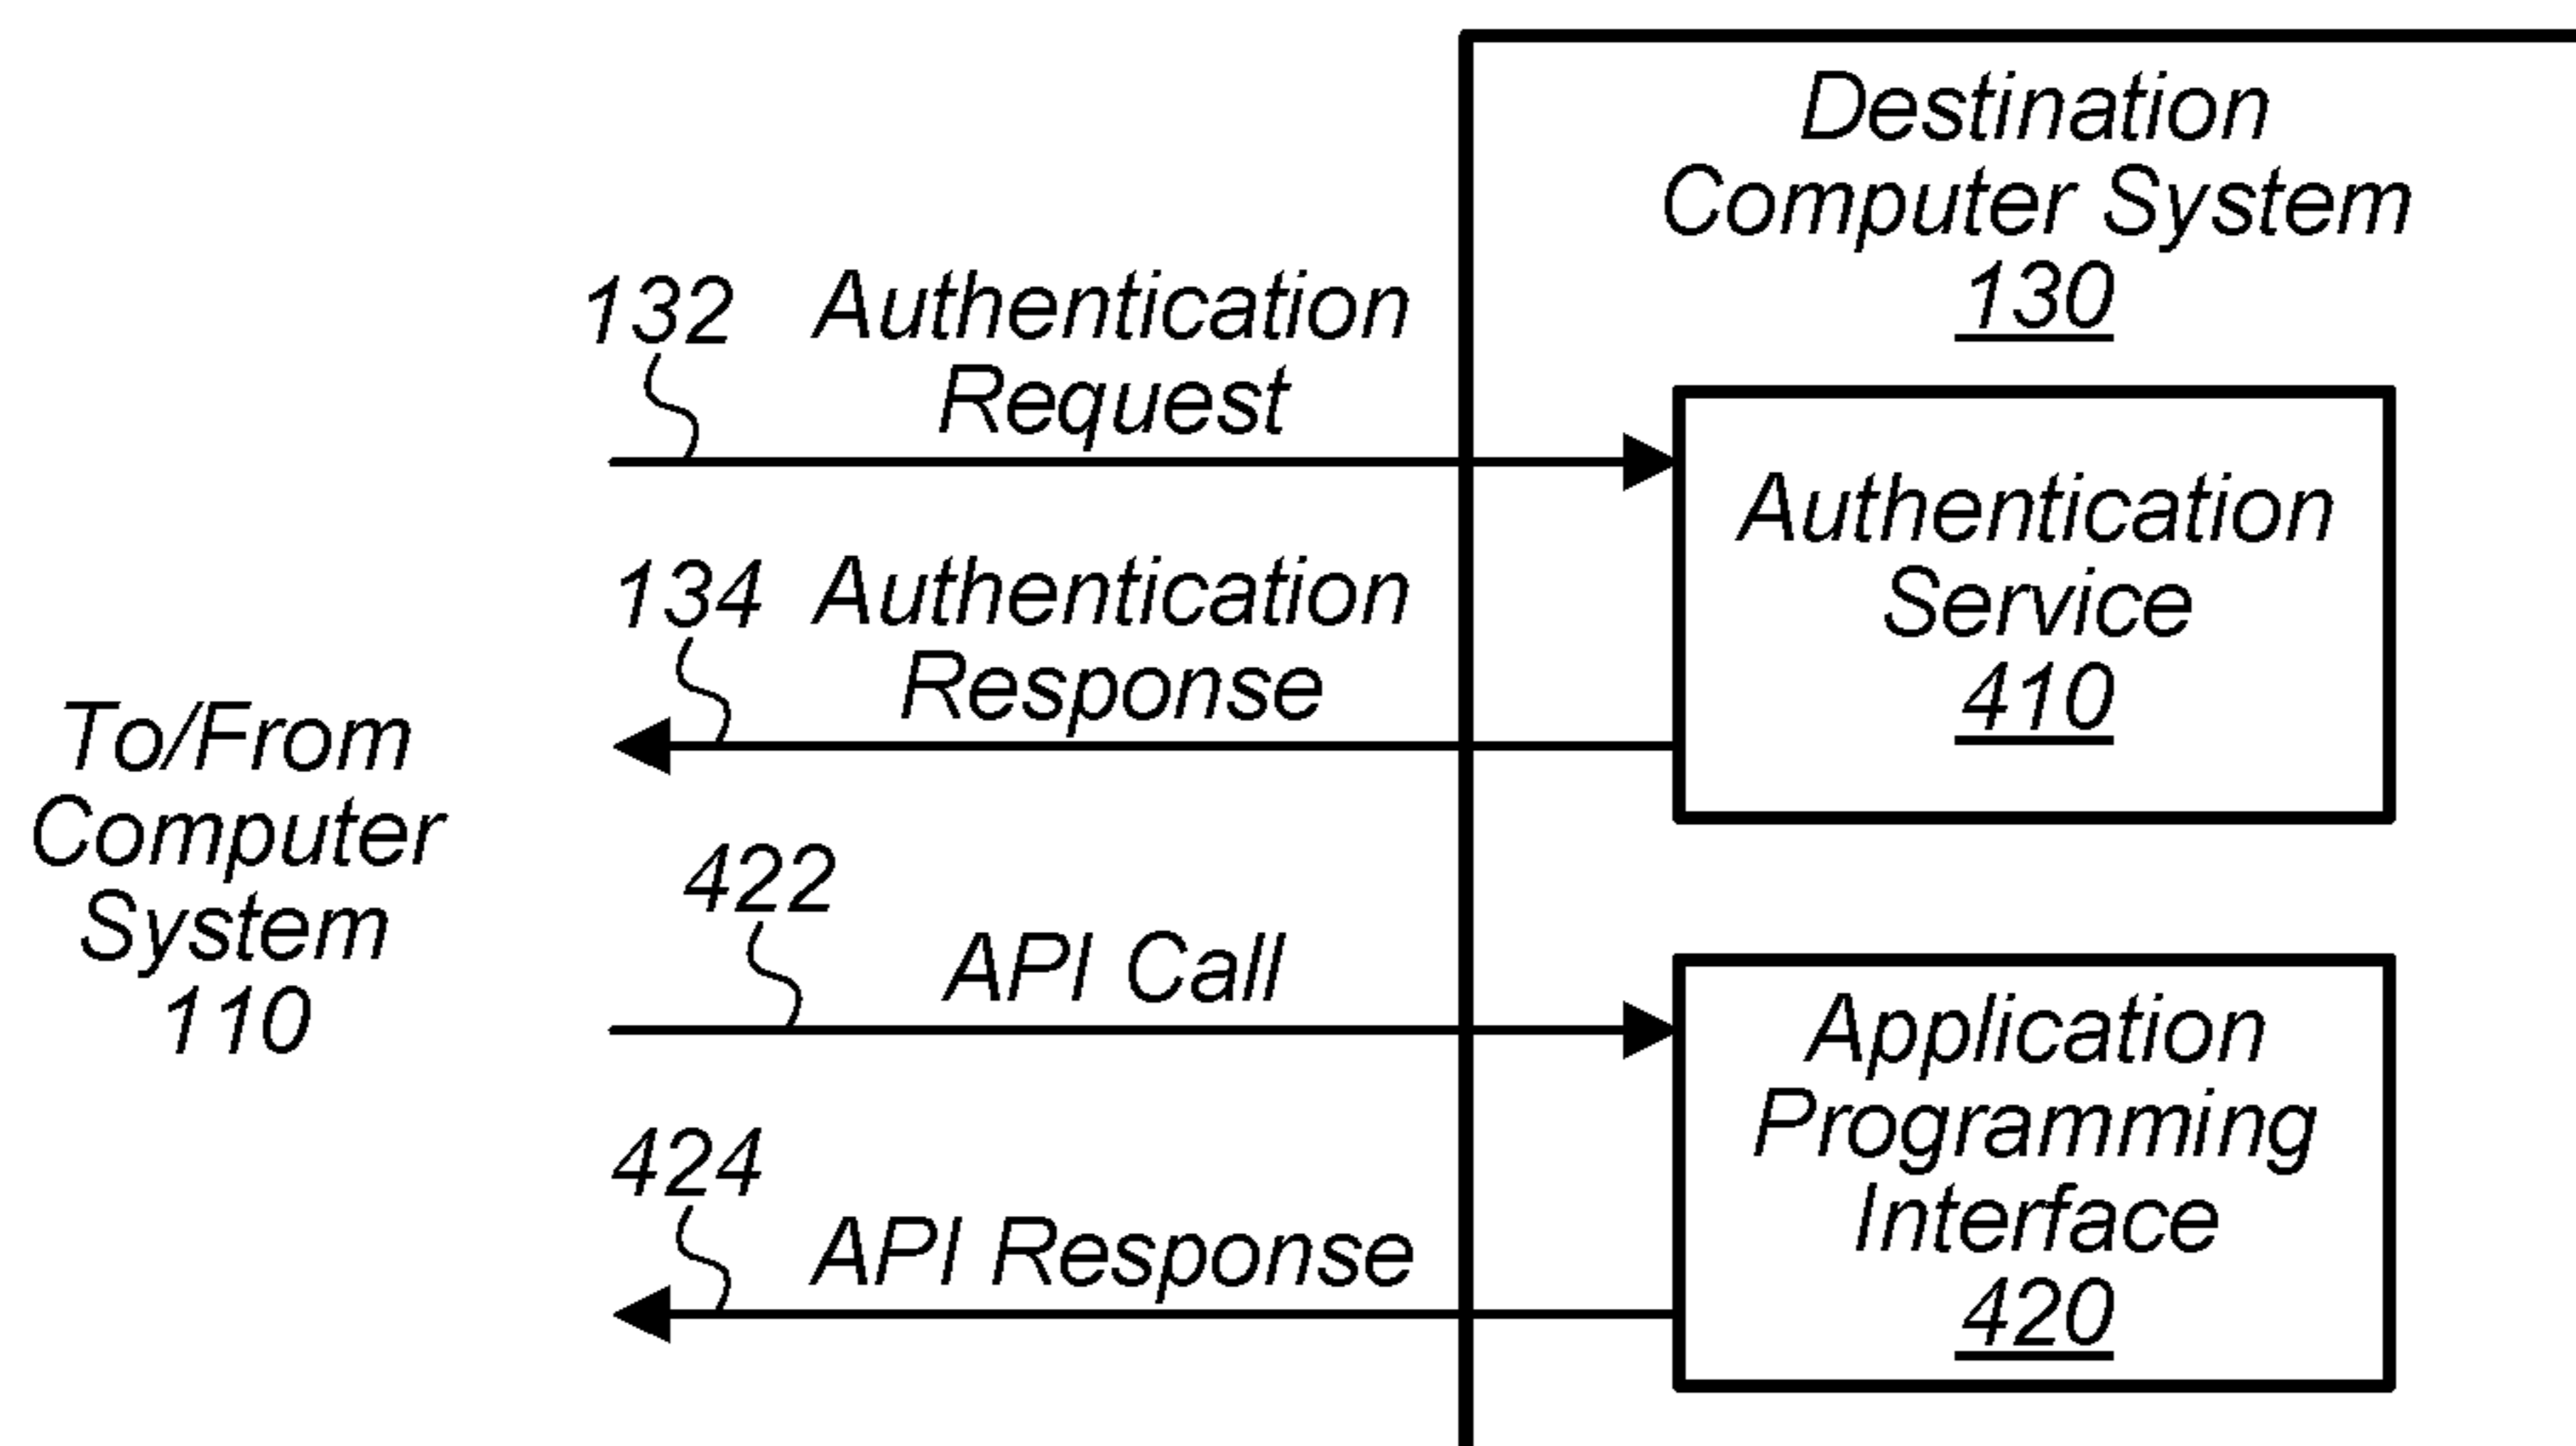 Destination
Computer System
130
132 Authentication
Request
Authentication
Service
410
134 Authentication
Response
To/From
Computer
System
110
422
API Call
Application
Programming
Interface
420
424
API Response